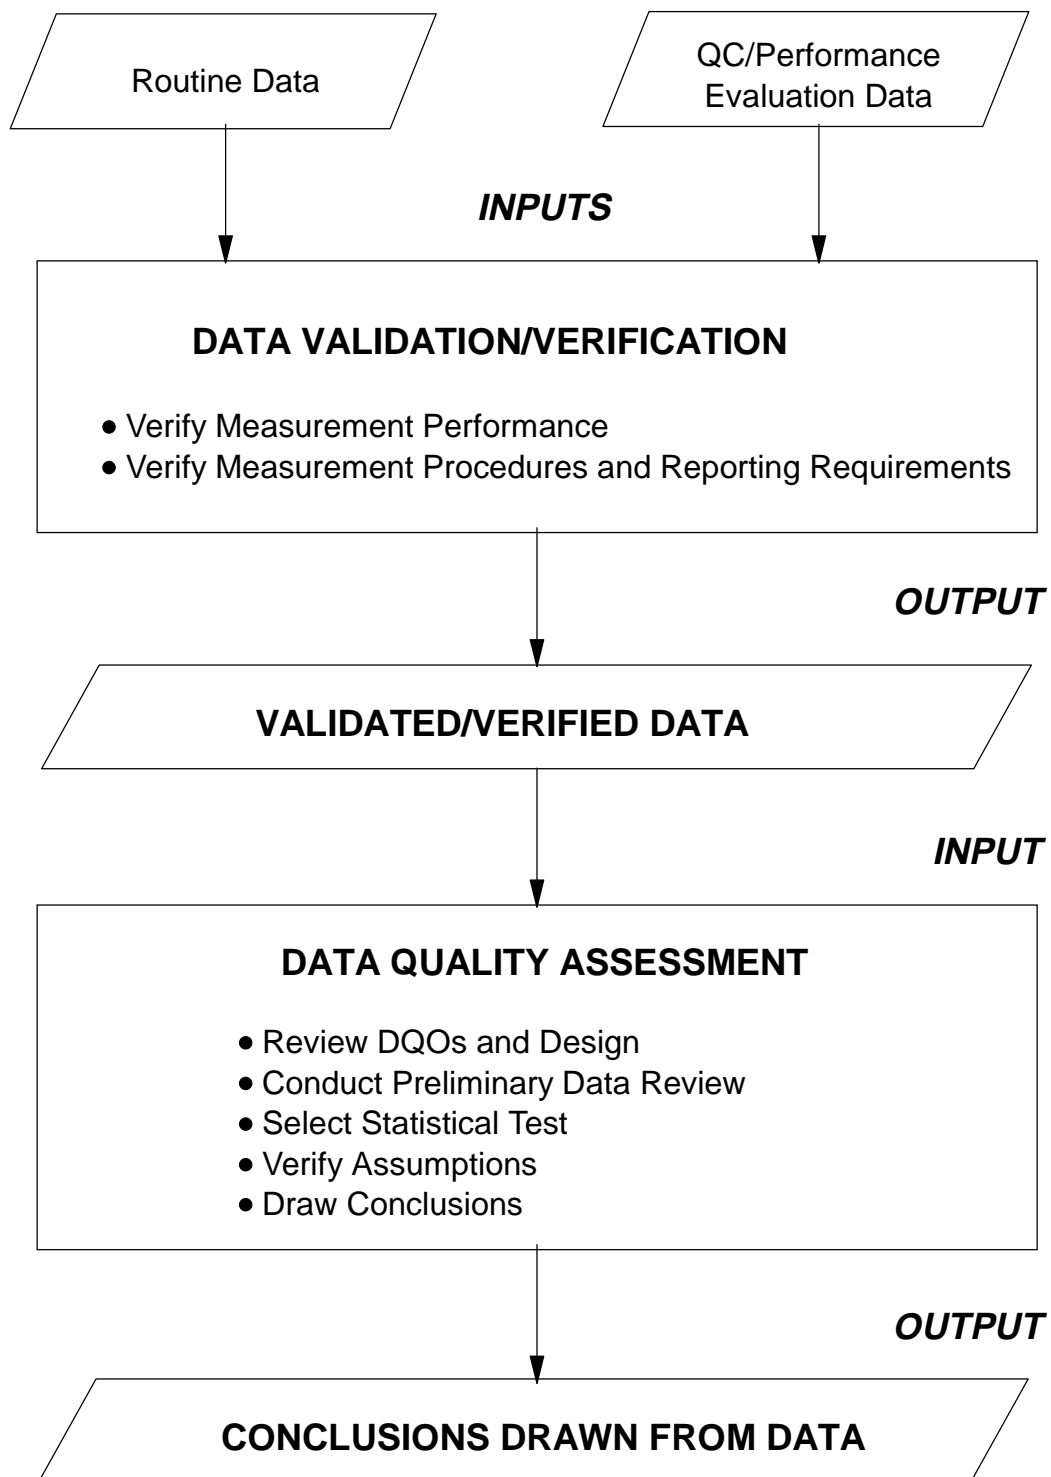 Routine Data
QC/Performance
Evaluation Data
INPUTS
DATA VALIDATION/VERIFICATION
● Verify Measurement Performance
● Verify Measurement Procedures and Reporting Requirements
OUTPUT
VALIDATED/VERIFIED DATA
INPUT
DATA QUALITY ASSESSMENT
● Review DQOs and Design
● Conduct Preliminary Data Review
● Select Statistical Test
● Verify Assumptions
● Draw Conclusions
OUTPUT
CONCLUSIONS DRAWN FROM DATA